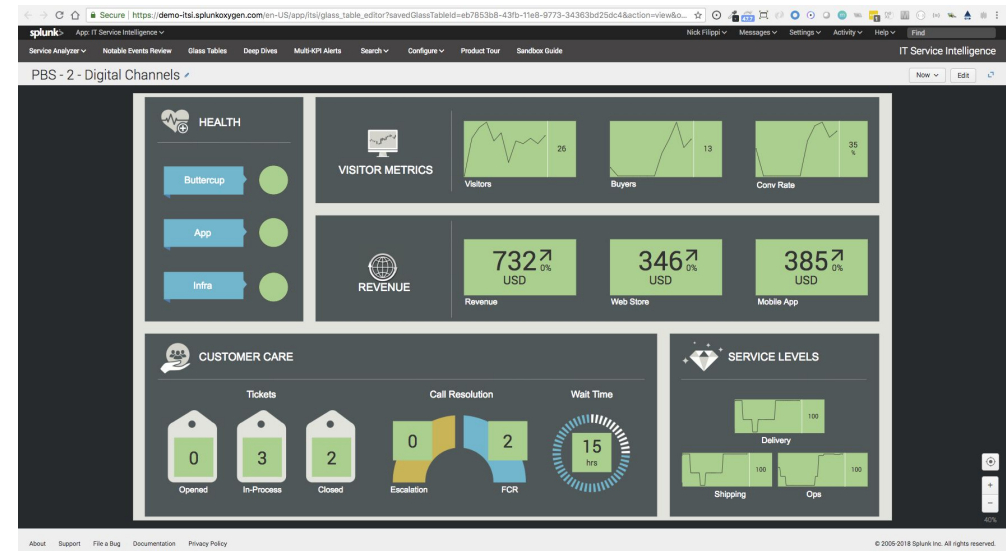 Secure | https://demo-itsi.splunkoxygen.com/en-US/app/itsi/glass_table_editor?savedGlassTableId=eb7853b8-43fb-11e8-9773-34363bd25dc4&action=view&o...
splunk> App: IT Service Intelligence Nick Filippi Messages Settings Activity Help Find
Service Analyzer Notable Events Review Glass Tables Deep Dives Multi-KPI Alerts Search Configure Product Tour Sandbox Guide IT Service Intelligence
PBS - 2 - Digital Channels Now Edit
HEALTH
Buttercup
App
Infra
VISITOR METRICS
26
Visitors
13
Buyers
35
%
Conv Rate
REVENUE
732 0%
USD
Revenue
346 0%
USD
Web Store
385 0%
USD
Mobile App
CUSTOMER CARE
Tickets
0
Opened
3
In-Process
2
Closed
Call Resolution
0
Escalation
2
FCR
Wait Time
15
hrs
SERVICE LEVELS
100
Delivery
100
Shipping
100
Ops
+
-
40%
About Support File a Bug Documentation Privacy Policy © 2005-2018 Splunk Inc. All rights reserved.